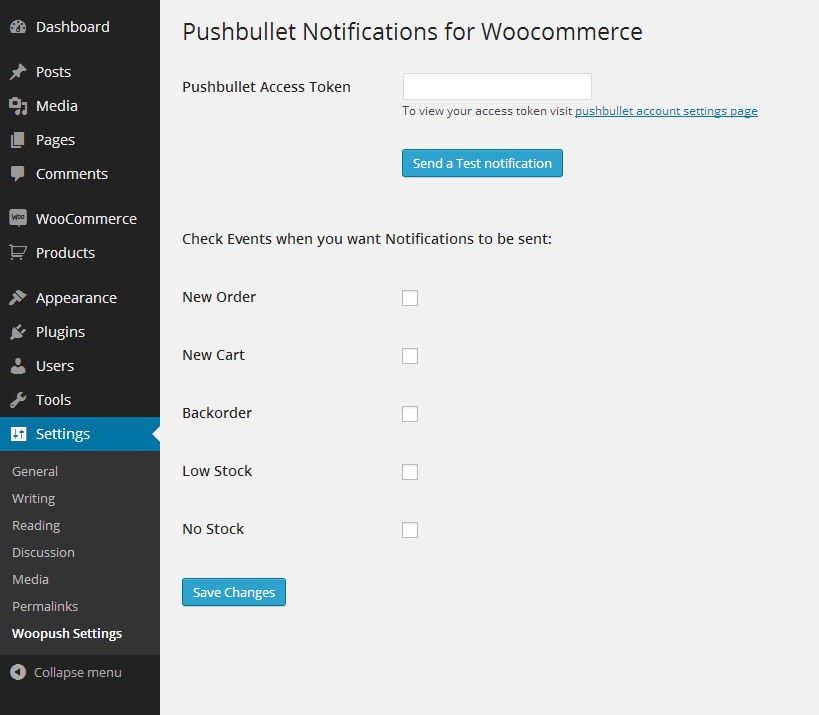 Dashboard
Posts
Media
Pages
Comments
WOO
WooCommerce
Products
Appearance
Plugins
Users
Tools
Settings
General
Writing
Reading
Discussion
Media
Permalinks
Woopush Settings
Collapse menu
Pushbullet Notifications for Woocommerce
Pushbullet Access Token
To view your access token visit pushbullet account settings page
Send a Test notification
Check Events when you want Notifications to be sent:
New Order
New Cart
Backorder
Low Stock
No Stock
Save Changes